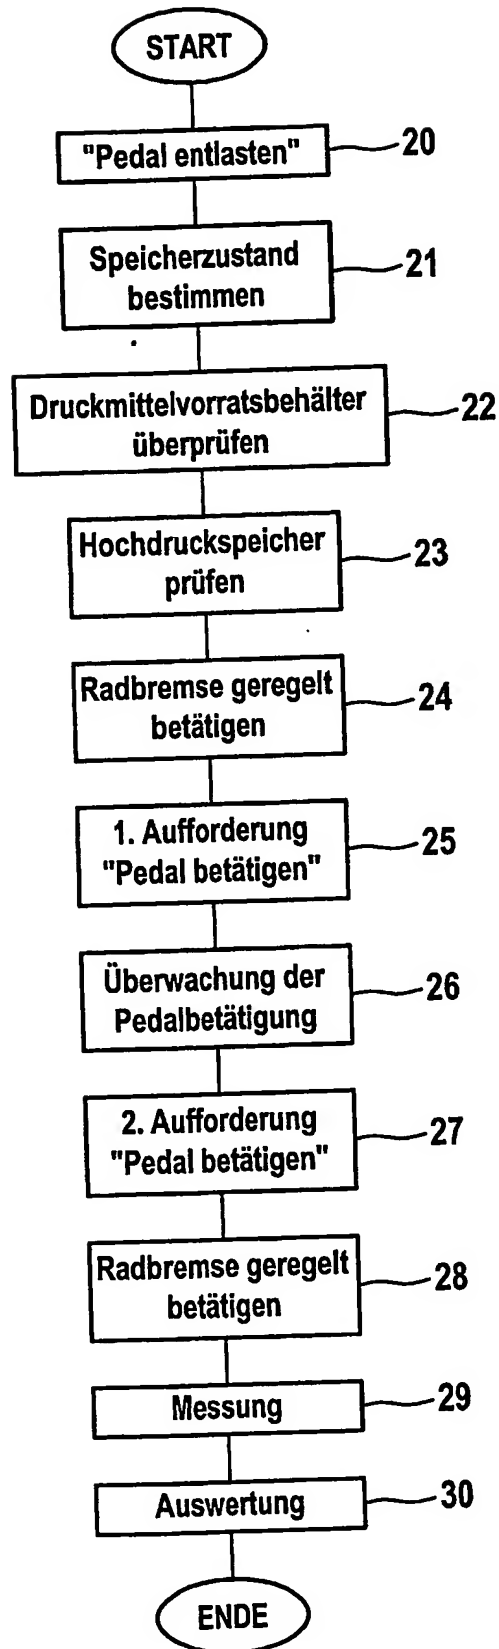 START
"Pedal entlasten" 20
Speicherzustand
bestimmen
21
Druckmittelvorratsbehälter
überprüfen
22
Hochdruckspeicher
prüfen
23
Radbremse geregelt
betätigen
24
1. Aufforderung
"Pedal betätigen"
25
Überwachung der
Pedalbetätigung
26
2. Aufforderung
"Pedal betätigen"
27
Radbremse geregelt
betätigen
28
Messung 29
Auswertung 30
ENDE